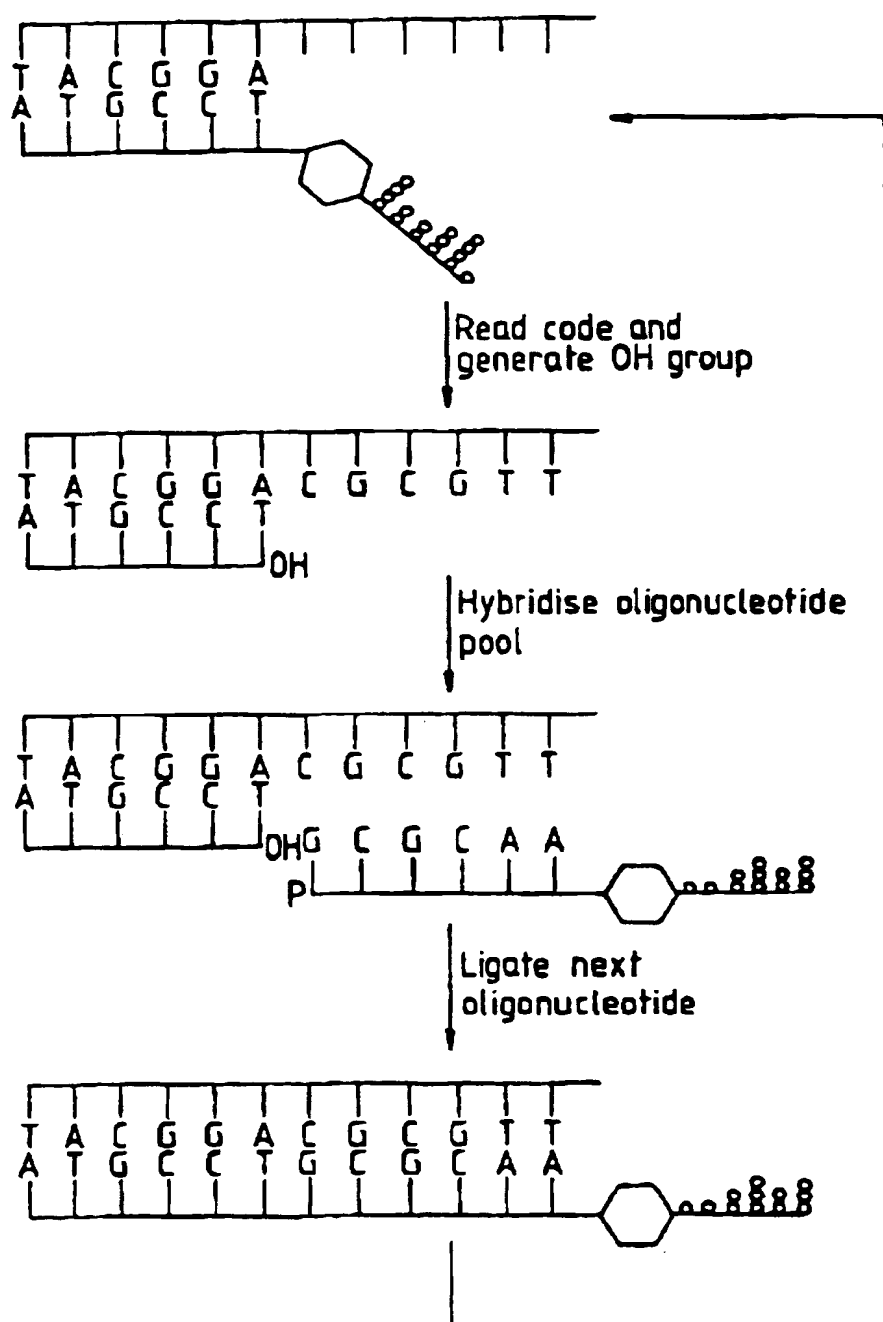 T A C G G A
A T G C C T
Read code and
generate OH group
T A C G G A C G C G T T
A T G C C T
OH
Hybridise oligonucleotide
pool
T A C G G A C G C G T T
A T G C C T
OH G C G C A A
P
Ligate next
oligonucleotide
T A C G G A C G C G T T
A T G C C T G C G C A A